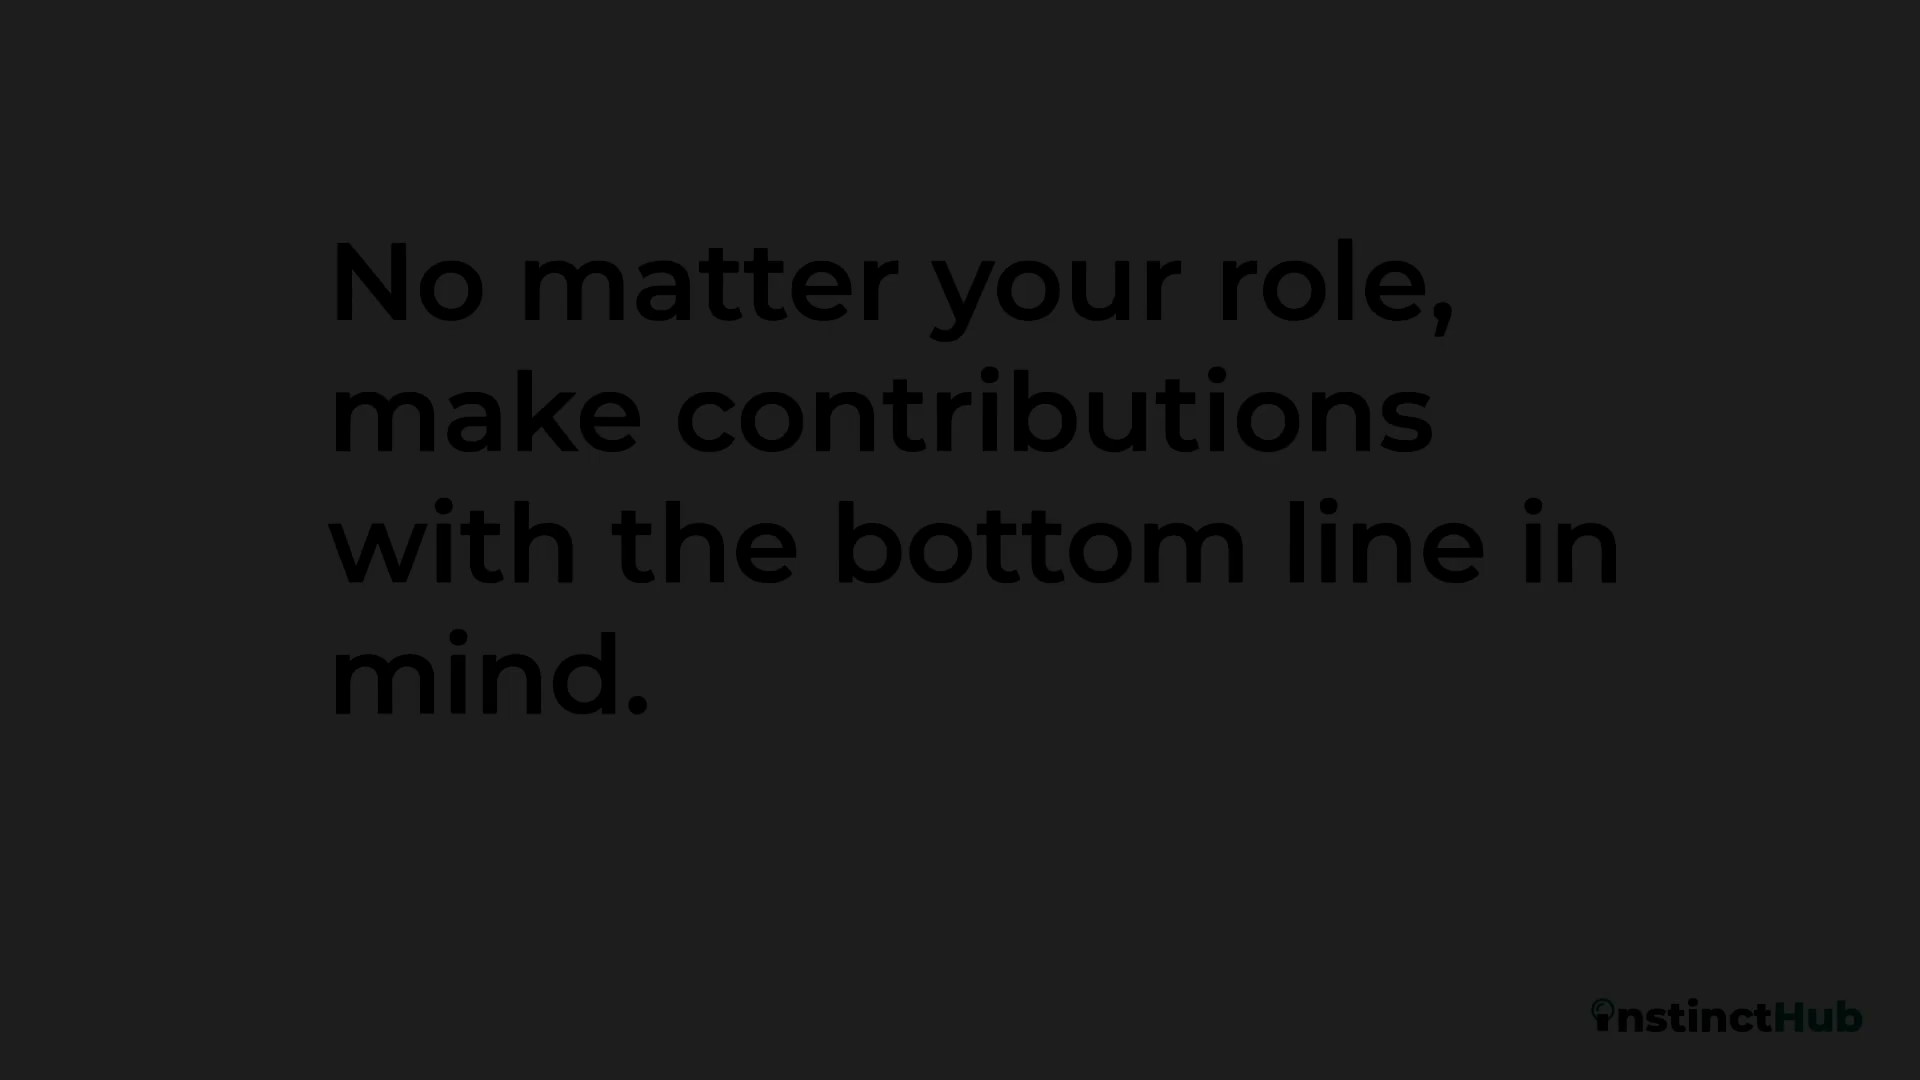 No matter your role,
make contributions
with the bottom line in
mind.
instinctHub